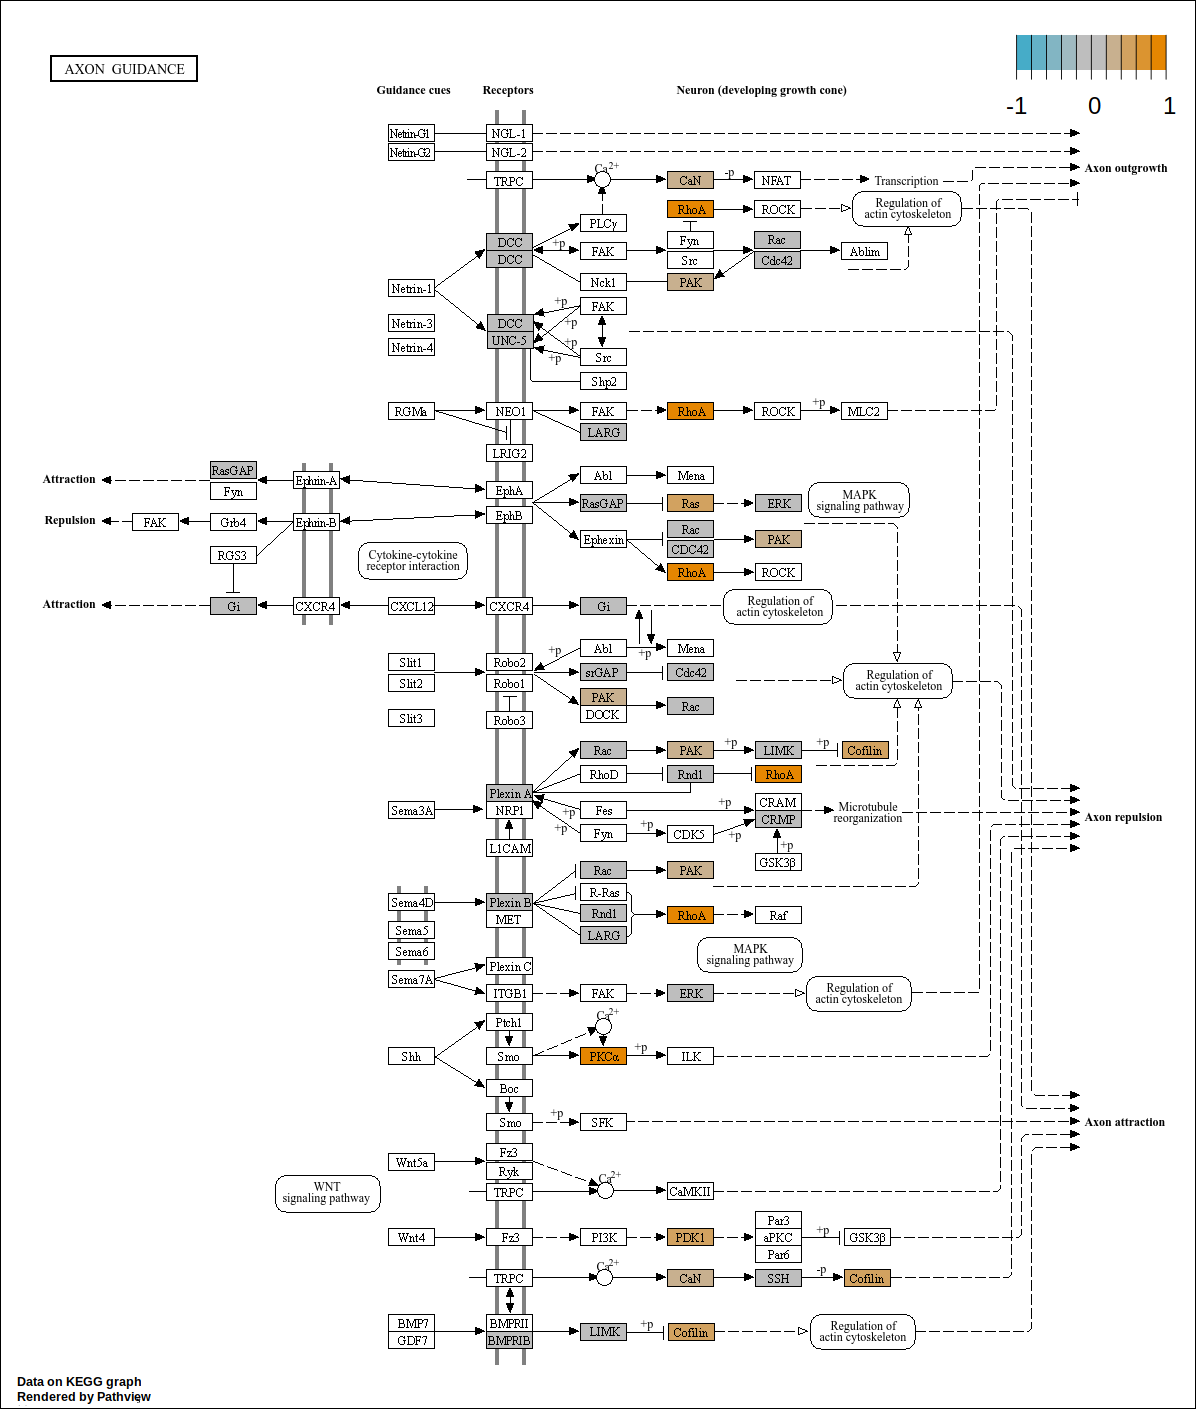 AXON GUIDANCE
-1 0 1
Guidance cues Receptors Neuron (developing growth cone)
Netrin-G1 NGL-1
Netrin-G2 NGL-2
Axon outgrowth
Ca2+
TRPC CaN -p NFAT Transcription
RhoA ROCK Regulation of
actin cytoskeleton
PLCγ
DCC +p FAK Fyn Rac Ablim
DCC Src Cdc42
Netrin-1 Nck1 PAK
+p FAK
Netrin-3 DCC +p
UNC-5 +p
Netrin-4 +p Src
Shp2
RGMa NEO1 FAK RhoA ROCK +p MLC2
LARG
LRIG2
RasGAP Abl Mena
Attraction Fyn Ephrin-A EphA
MAPK
signaling pathway
RasGAP Ras ERK
Repulsion FAK Grb4 Ephrin-B EphB
Rac
Ephexin CDC42 PAK
RGS3 Cytokine-cytokine
receptor interaction
RhoA ROCK
Attraction Gi CXCR4 CXCL12 CXCR4 Gi Regulation of
actin cytoskeleton
+p Abl +p Mena
Slit1 Robo2
Slit2 Robo1 srGAP Cdc42 Regulation of
actin cytoskeleton
PAK
DOCK Rac
Slit3 Robo3
Rac PAK +p LIMK +p Cofilin
RhoD Rnd1 RhoA
Plexin A
Sema3A NRP1 +p Fes +p CRAM Microtubule
reorganization
CRMP
Axon repulsion
+p Fyn +p CDK5 +p
L1CAM +p
GSK3β
Rac PAK
R-Ras
Sema4D Plexin B
MET Rnd1 RhoA Raf
Sema5 LARG
Sema6 MAPK
signaling pathway
Plexin C
Sema7A
ITGB1 FAK ERK Regulation of
actin cytoskeleton
Ptch1 Ca2+
Shh Smo PKCα +p ILK
Boc
Smo +p SFK Axon attraction
Fz3
Wnt5a Ryk
Ca2+
WNT
signaling pathway
TRPC CaMKII
Par3
Wnt4 Fz3 PI3K PDK1 aPKC +p GSK3β
Par6
Ca2+
TRPC CaN SSH -p Cofilin
BMP7 BMPRII
GDF7 BMPRIB LIMK +p Cofilin Regulation of
actin cytoskeleton
Data on KEGG graph
Rendered by Pathview